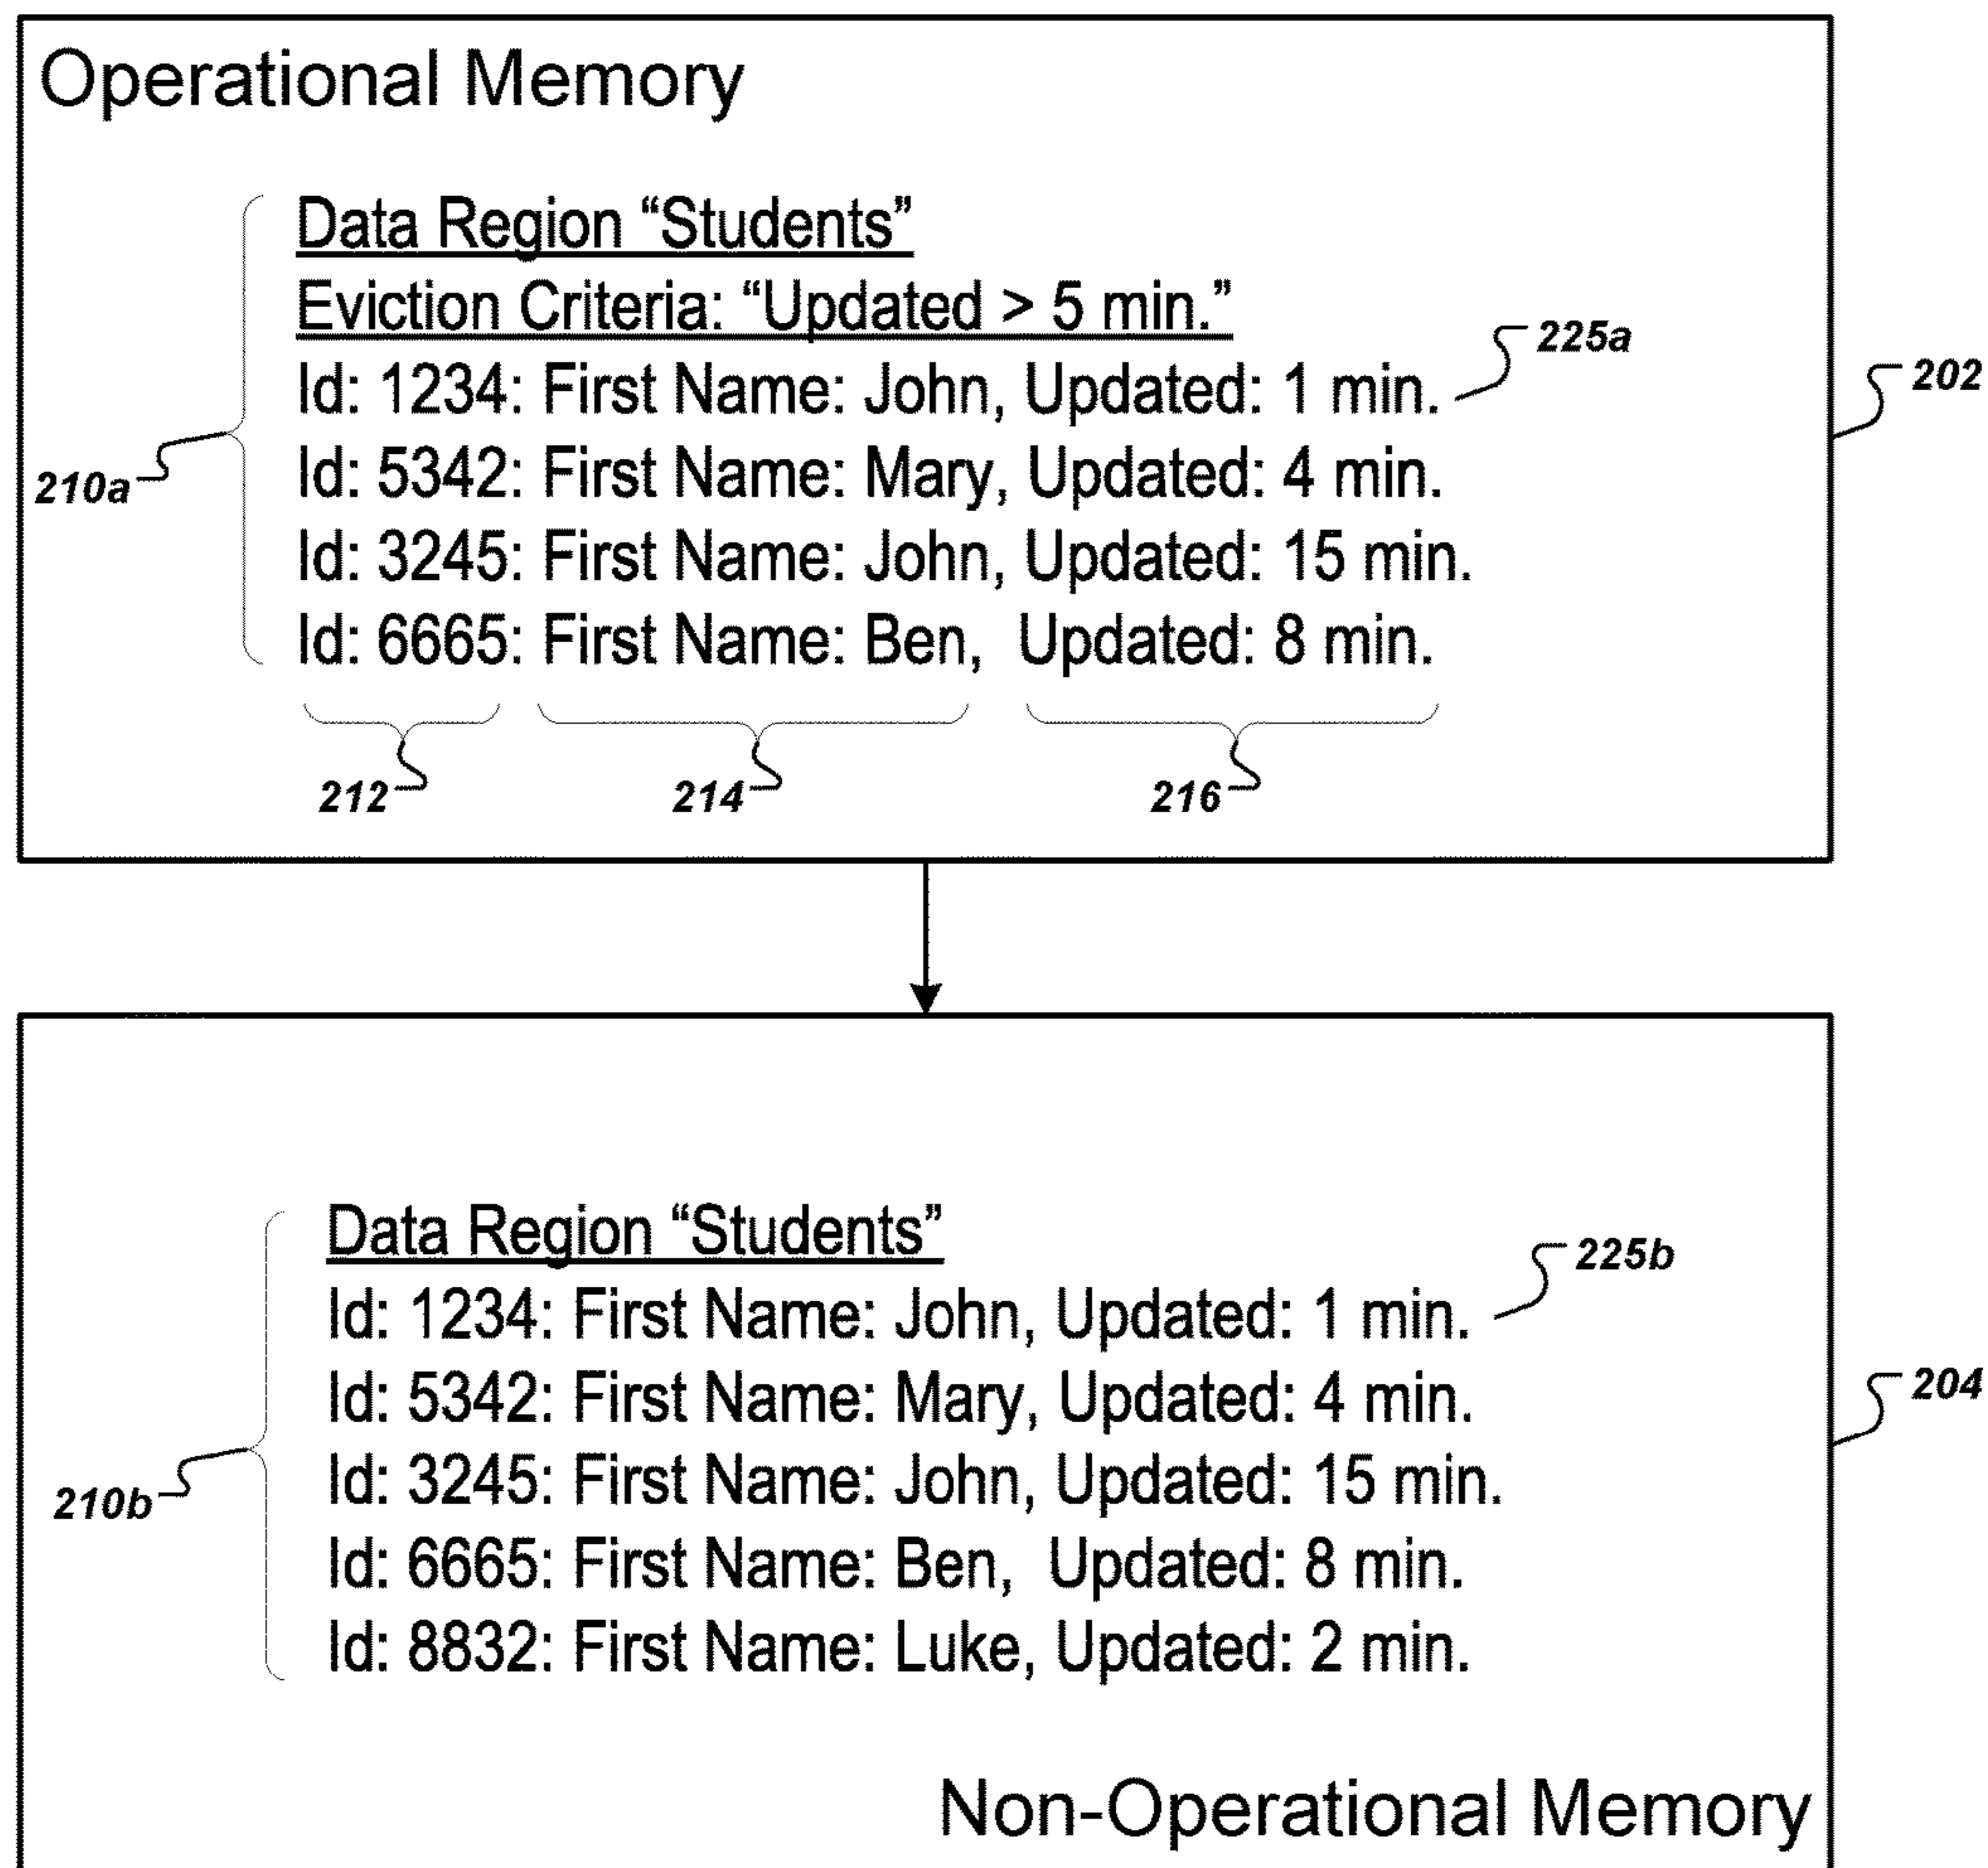 Operational Memory
Data Region “Students”
Eviction Criteria: “Updated > 5 min.”
225a
Id: 1234: First Name: John, Updated: 1 min.
202
Id: 5342: First Name: Mary, Updated: 4 min.
210a
Id: 3245: First Name: John, Updated: 15 min.
Id: 6665: First Name: Ben, Updated: 8 min.
212 214 216
Data Region “Students”
225b
Id: 1234: First Name: John, Updated: 1 min.
Id: 5342: First Name: Mary, Updated: 4 min.
204
Id: 3245: First Name: John, Updated: 15 min.
210b
Id: 6665: First Name: Ben, Updated: 8 min.
Id: 8832: First Name: Luke, Updated: 2 min.
Non-Operational Memory